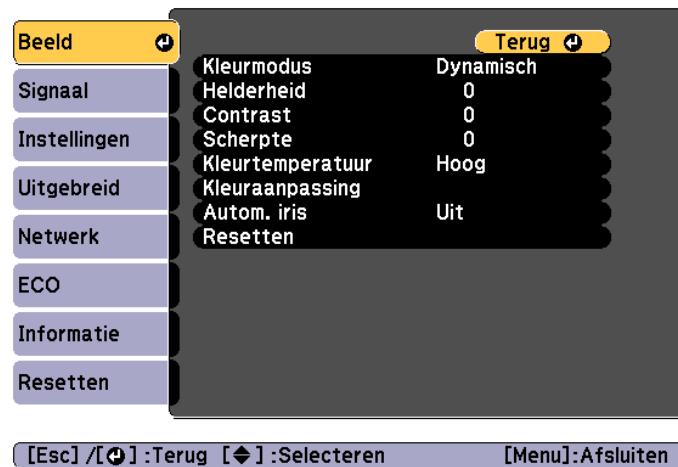 Beeld
Signaal
Instellingen
Uitgebreid
Netwerk
ECO
Informatie
Resetten
Terug
Kleurmodus Dynamisch
Helderheid 0
Contrast 0
Scherpte 0
Kleurtemperatuur Hoog
Kleuraanpassing
Autom. iris Uit
Resetten
[Esc] /[⏎] :Terug [◆] :Selecteren [Menu]:Afsluiten